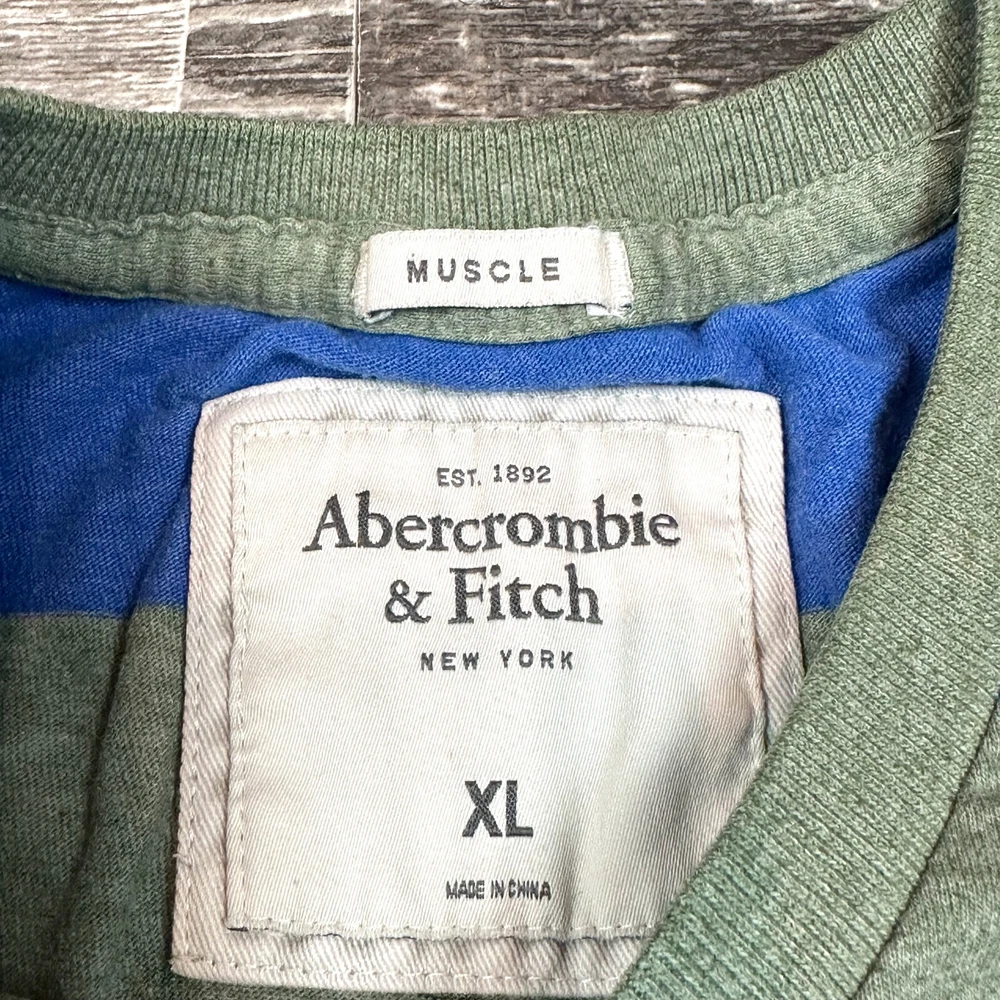 MUSCLE
EST. 1892
Abercrombie
& Fitch
NEW YORK
XL
MADE IN CHINA